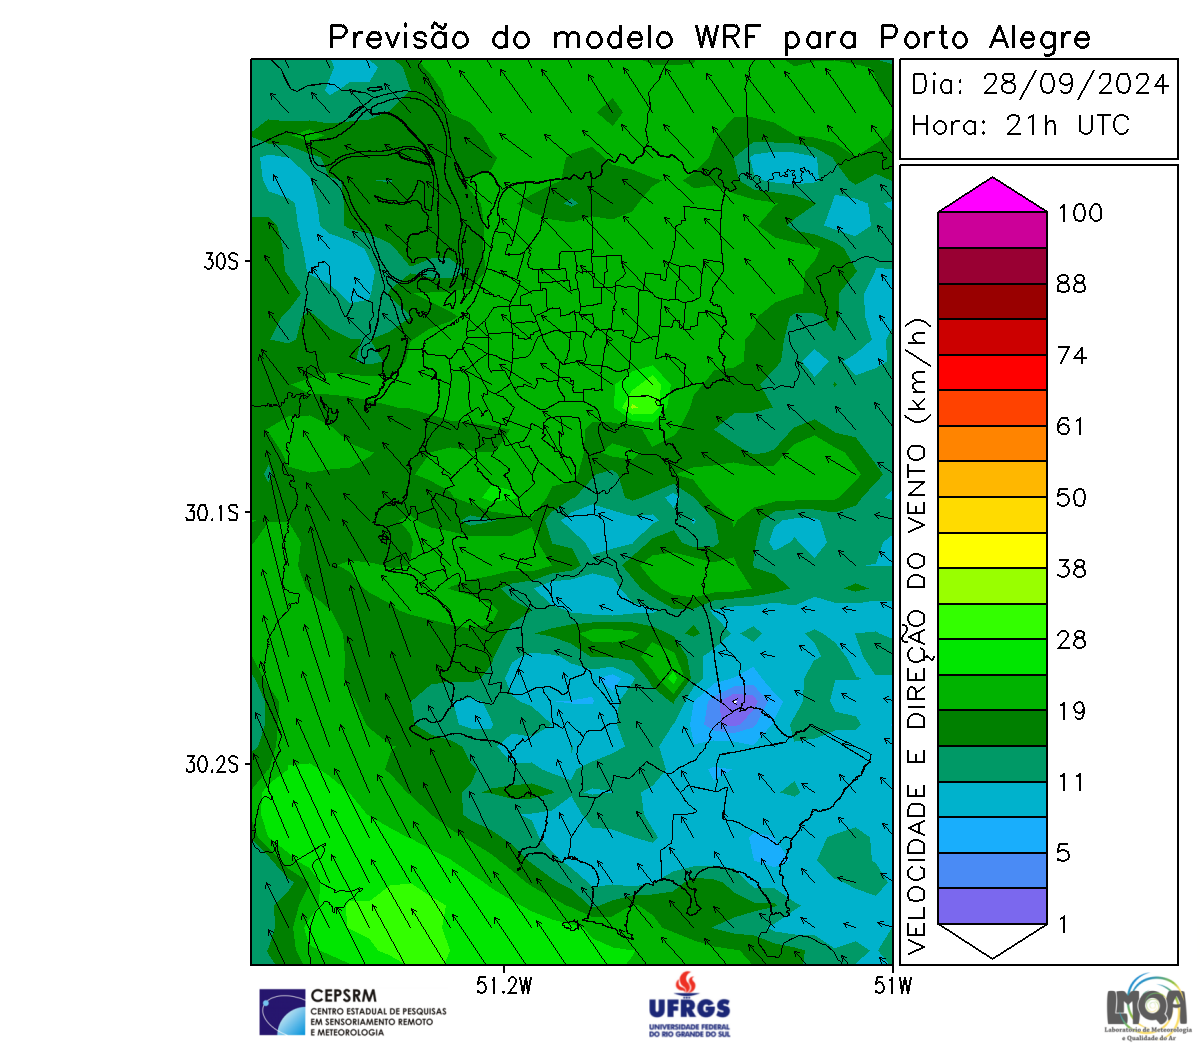 Previsão do modelo WRF para Porto Alegre
Dia: 28/09/2024
Hora: 21h UTC
30S
30.1S
30.2S
51.2W
51W
VELOCIDADE E DIREÇÃO DO VENTO (km/h)
100
88
74
61
50
38
28
19
11
5
1
CEPSRM
CENTRO ESTADUAL DE PESQUISAS
EM SENSORIAMENTO REMOTO
E METEOROLOGIA
UFRGS
UNIVERSIDADE FEDERAL
DO RIO GRANDE DO SUL
LMQA
Laboratório de Meteorologia
e Qualidade do Ar